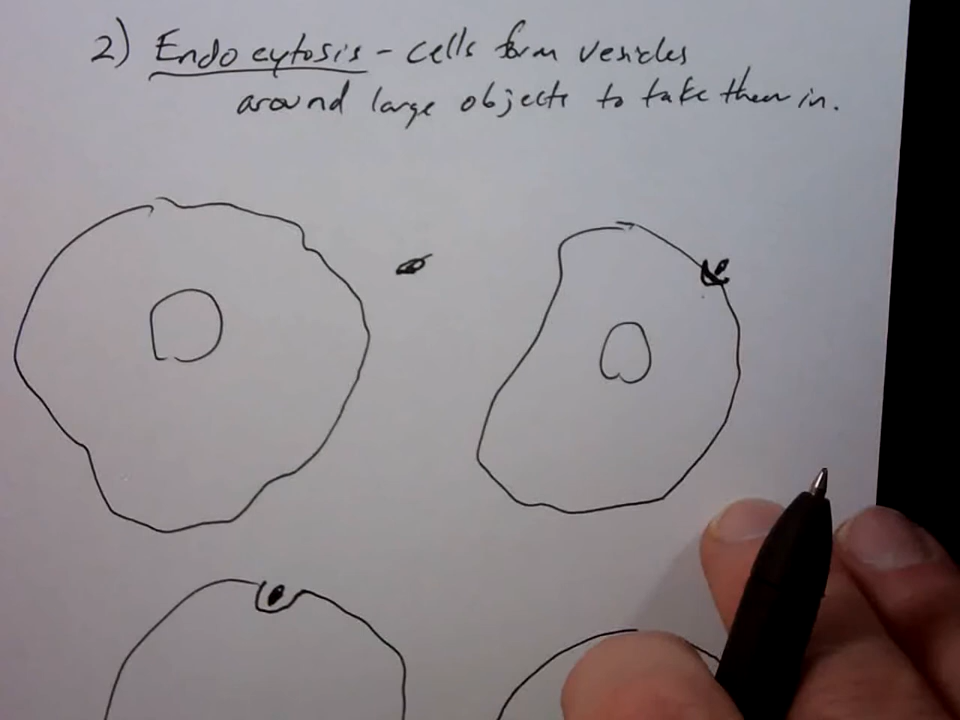 2) Endocytosis - cells form vesicles
around large objects to take them in.